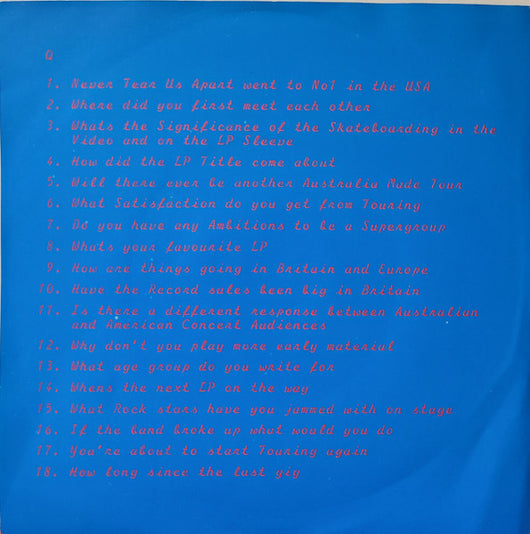 Q
1. Never Tear Us Apart went to No1 in the USA
2. Where did you first meet each other
3. Whats the Significance of the Skateboarding in the
Video and on the LP Sleeve
4. How did the LP Title come about
5. Will there ever be another Australia Made Tour
6. What Satisfaction do you get from Touring
7. Do you have any Ambitions to be a Supergroup
8. Whats your favourite LP
9. How are things going in Britain and Europe
10. Have the Record sales been big in Britain
11. Is there a different response between Australian
and American Concert Audiences
12. Why don't you play more early material
13. What age group do you write for
14. Whens the next LP on the way
15. What Rock stars have you jammed with on stage
16. If the band broke up what would you do
17. You're about to start Touring again
18. How long since the last gig